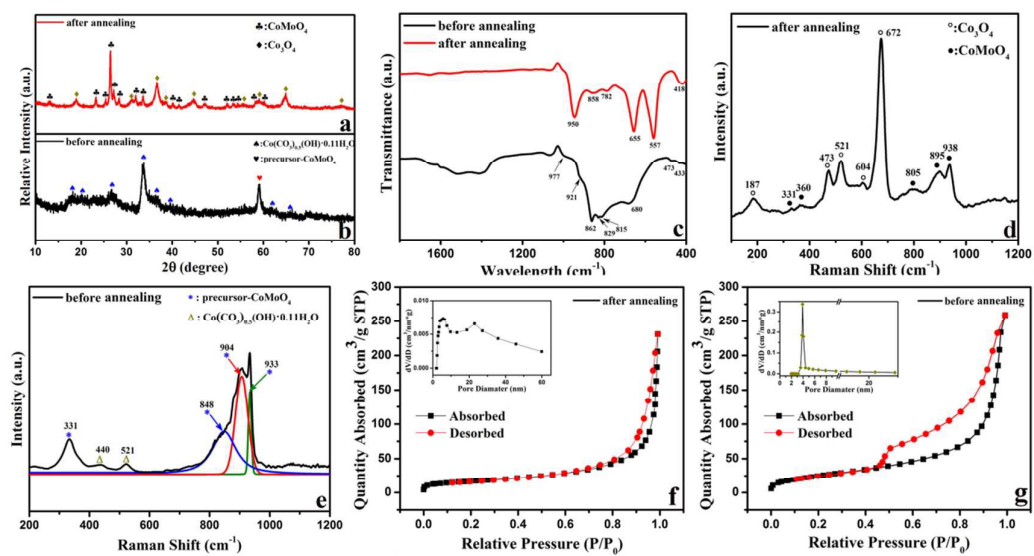 after annealing
♣:CoMoO4
♦:Co3O4
a
before annealing
♠:Co(CO3)0.5(OH)·0.11H2O
♥:precursor-CoMoO4
b
Relative Intensity (a.u.)
10 20 30 40 50 60 70 80
2θ (degree)
before annealing
after annealing
950
858
782
655
557
418
977
921
862
829
815
680
473
433
c
Transmittance (a.u.)
1600 1200 800 400
Wavelength (cm-1)
after annealing
○:Co3O4
●:CoMoO4
187
331
360
473
521
604
672
805
895
938
d
Intensity (a.u.)
200 400 600 800 1000 1200
Raman Shift (cm-1)
before annealing
*: precursor-CoMoO4
△: Co(CO3)0.5(OH)·0.11H2O
331
440
521
848
904
933
e
Intensity (a.u.)
200 400 600 800 1000 1200
Raman Shift (cm-1)
after annealing
dV/dD (cm3/nm*g)
0.010
0.005
0.000
0 20 40 60
Pore Diamater (nm)
Absorbed
Desorbed
f
Quantity Absorbed (cm3/g STP)
300
250
200
150
100
50
0
0.0 0.2 0.4 0.6 0.8 1.0
Relative Pressure (P/P0)
before annealing
dV/dD (cm3/nm*g)
0.3
0.2
0.1
0.0
2 4 6 8 20
Pore Diameter (nm)
Absorbed
Desorbed
g
Quantity Absorbed (cm3/g STP)
300
250
200
150
100
50
0
0.0 0.2 0.4 0.6 0.8 1.0
Relative Pressure (P/P0)